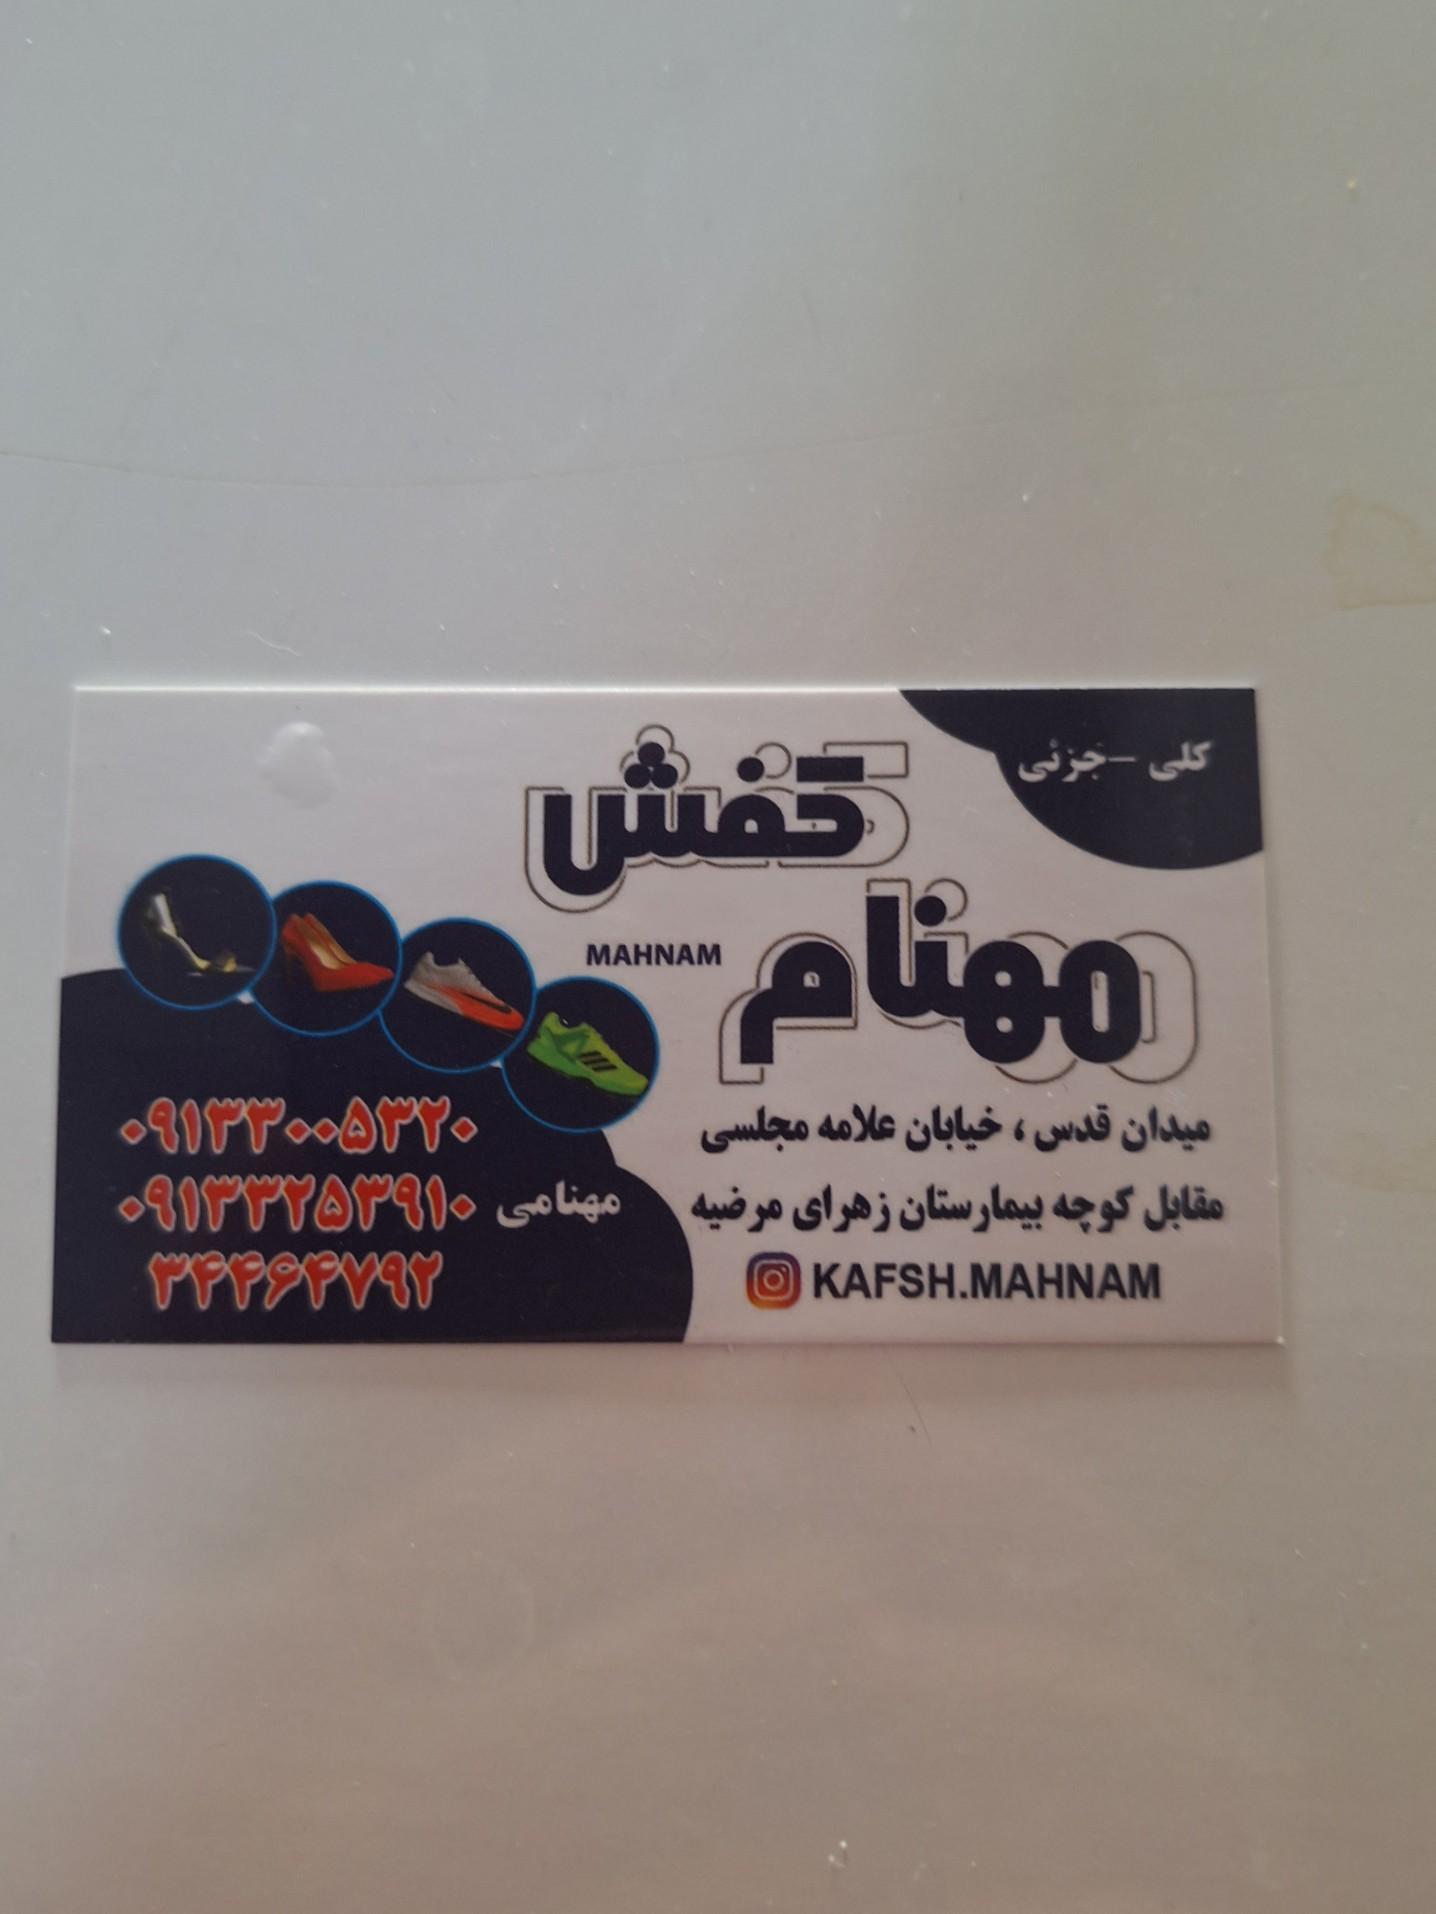 کلی - جزئی
کفش
مهنام
MAHNAM
میدان قدس ، خیابان علامه مجلسی
مقابل کوچه بیمارستان زهرای مرضیه
KAFSH.MAHNAM
۰۹۱۳۳۰۰۵۳۲۰
۰۹۱۳۳۲۵۳۹۱۰ مهنامی
۳۴۴۶۴۷۹۲